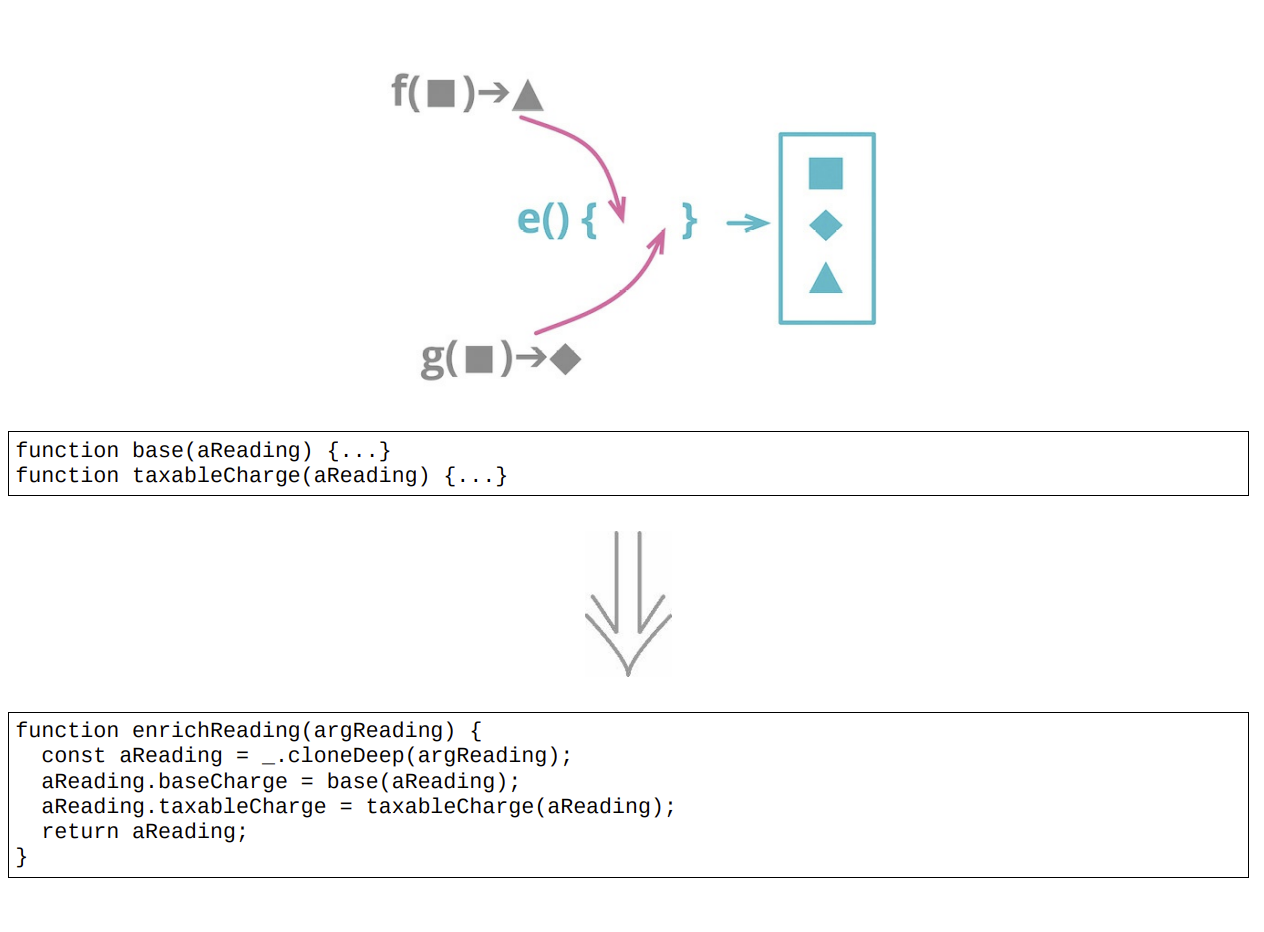 f(■)→▲
e() { } →
g(■)→◆
function base(aReading) {...}
function taxableCharge(aReading) {...}
function enrichReading(argReading) {
  const aReading = _.cloneDeep(argReading);
  aReading.baseCharge = base(aReading);
  aReading.taxableCharge = taxableCharge(aReading);
  return aReading;
}